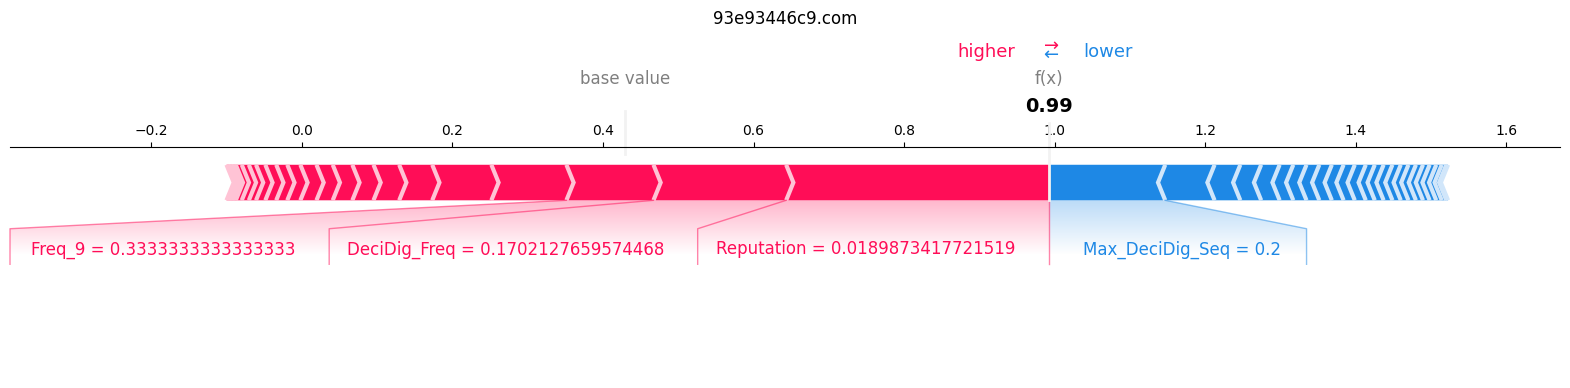 93e93446c9.com
higher ⇄ lower
base value f(x)
0.99
−0.2 0.0 0.2 0.4 0.6 0.8 1.0 1.2 1.4 1.6
Freq_9 = 0.3333333333333333 DeciDig_Freq = 0.1702127659574468 Reputation = 0.0189873417721519 Max_DeciDig_Seq = 0.2